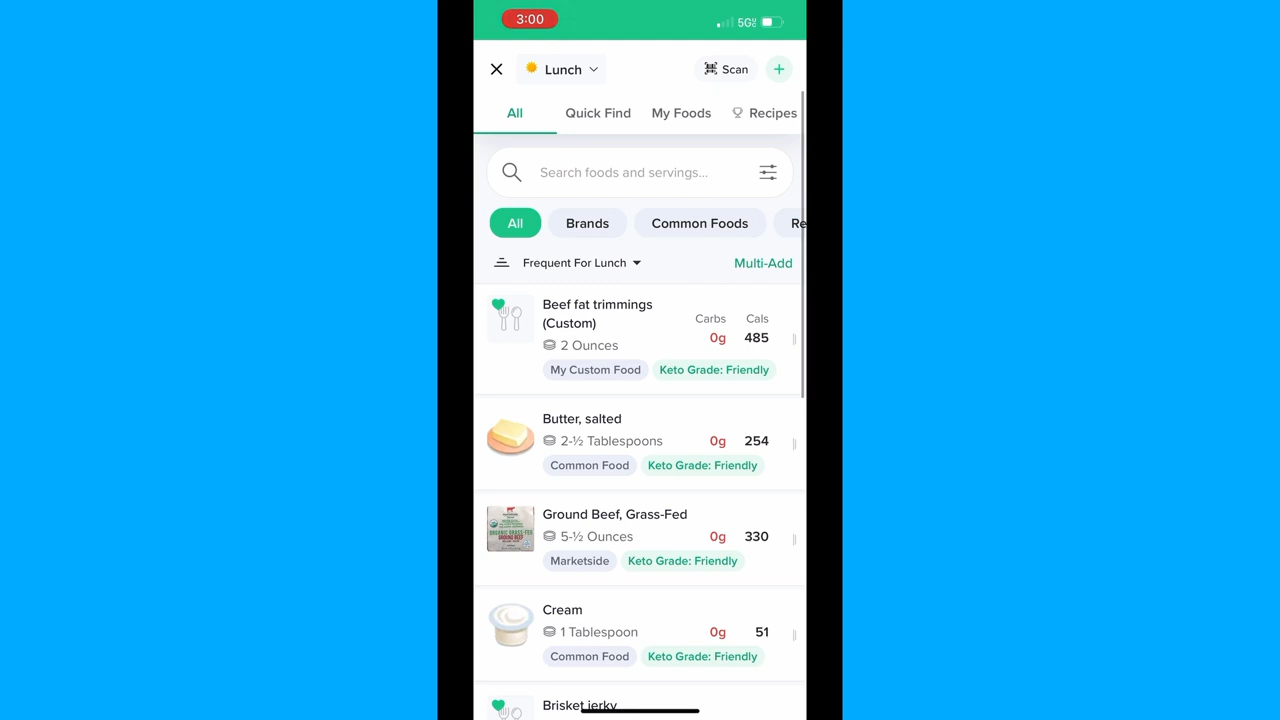 3:00
5G
Lunch
Scan
All
Quick Find
My Foods
Recipes
Search foods and servings...
All
Brands
Common Foods
Re
Frequent For Lunch
Multi-Add
Beef fat trimmings
(Custom)
Carbs
Cals
0g
485
2 Ounces
My Custom Food
Keto Grade: Friendly
Butter, salted
2-½ Tablespoons
0g
254
Common Food
Keto Grade: Friendly
Ground Beef, Grass-Fed
5-½ Ounces
0g
330
Marketside
Keto Grade: Friendly
Cream
1 Tablespoon
0g
51
Common Food
Keto Grade: Friendly
Brisket jerky